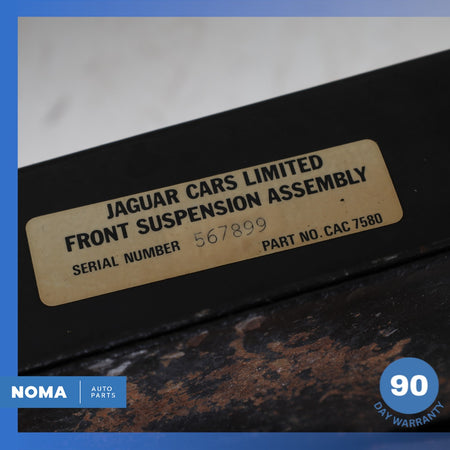 JAGUAR CARS LIMITED
FRONT SUSPENSION ASSEMBLY
SERIAL NUMBER 567899 PART NO. CAC 7580
NOMA AUTO PARTS
90
DAY WARRANTY